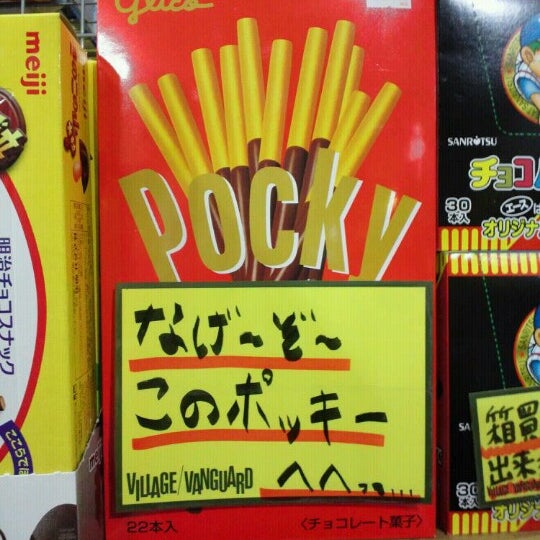 glico
POCKY
なげ〜ぞ〜
このポッキー
VILLAGE/VANGUARD
へへ
22本入
〈チョコレート菓子〉
meiji
明治チョコスナック
SANRŌTSU
チョコ
30本入
オリジナ
SANR
30
箱買
出来